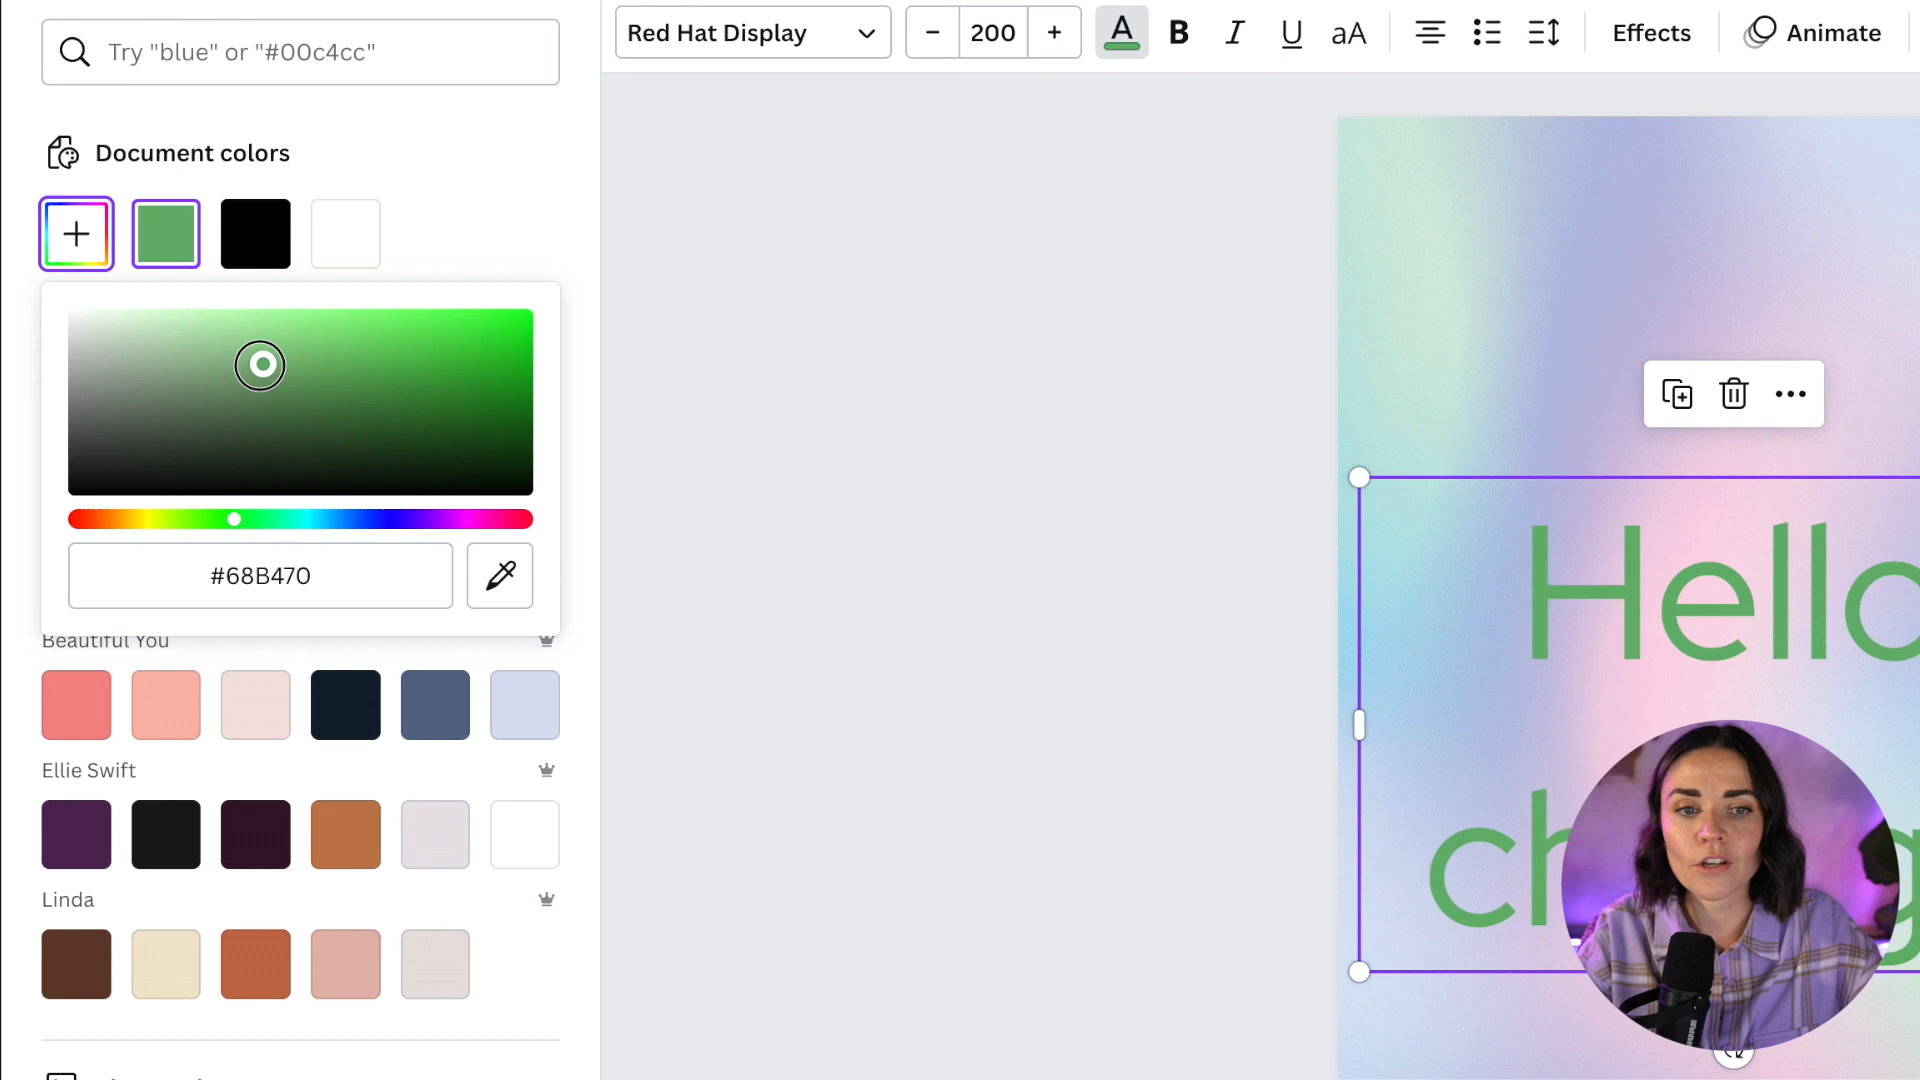 Try "blue" or "#00c4cc"
Red Hat Display
200
A
B
I
U
aA
Effects
Animate
Document colors
#68B470
Beautiful You
Ellie Swift
Linda
Hello